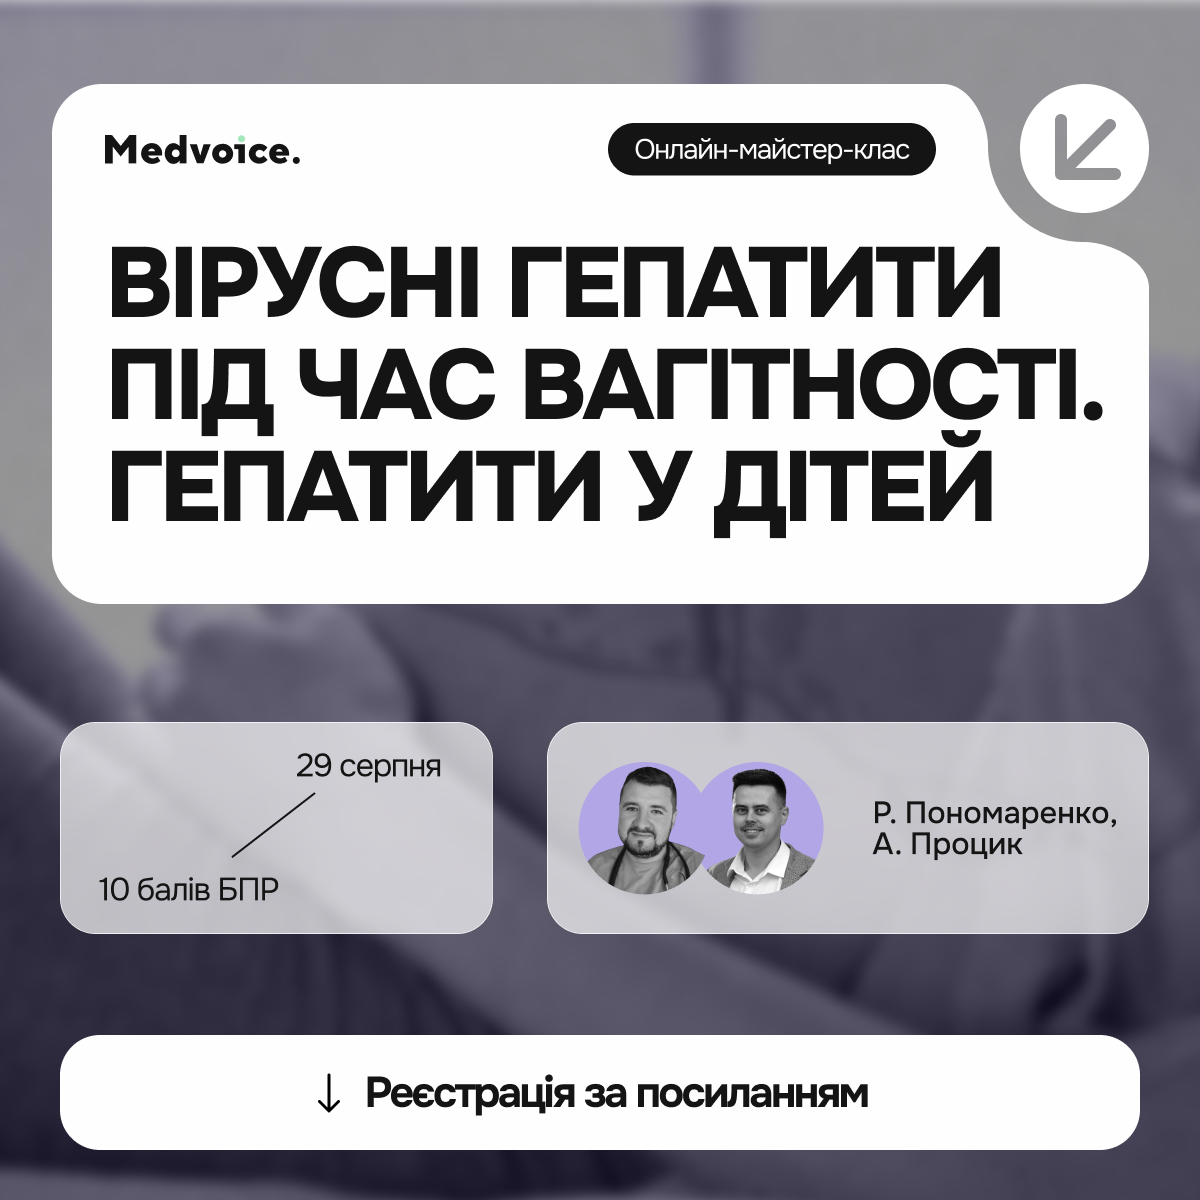 Medvoice.
Онлайн-майстер-клас
ВІРУСНІ ГЕПАТИТИ
ПІД ЧАС ВАГІТНОСТІ.
ГЕПАТИТИ У ДІТЕЙ
29 серпня
10 балів БПР
Р. Пономаренко,
А. Процик
Реєстрація за посиланням